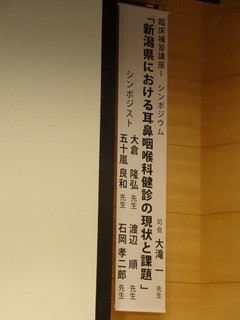 臨床補習講座Ⅰ シンポジウム
「新潟県における耳鼻咽喉科健診の現状と課題」
司会 大滝 一 先生
シンポジスト
大倉 隆弘 先生 渡辺 順 先生
五十嵐 良和 先生 石岡 孝二郎 先生